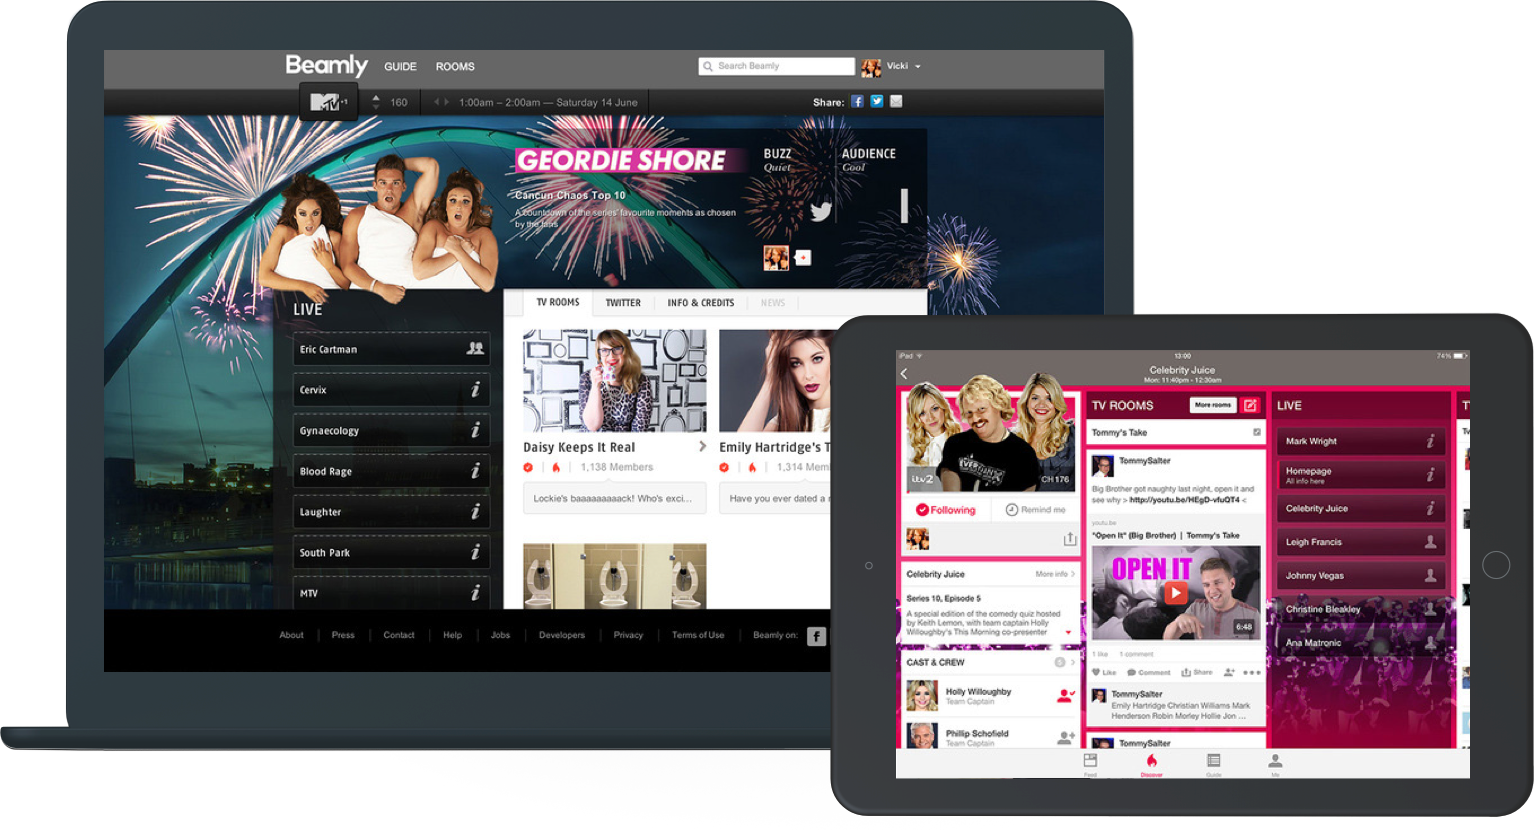 Beamly GUIDE ROOMS
Search Beamly
Vicki
MTV +1 160 1:00am – 2:00am — Saturday 14 June
Share:
GEORDIE SHORE
Cancun Chaos Top 10
A countdown of the series' favourite moments as chosen
by the fans
BUZZ
Quiet
AUDIENCE
Cool
LIVE
Eric Cartman
Cervix
Gynaecology
Blood Rage
Laughter
South Park
MTV
TV ROOMS TWITTER INFO & CREDITS NEWS
Daisy Keeps It Real
1,138 Members
Lockie's baaaaaaaaack! Who's exci...
Emily Hartridge's T
1,314 Mem
Have you ever dated a
About Press Contact Help Jobs Developers Privacy Terms of Use Beamly on:
iPad 13:00 74%
Celebrity Juice
Mon: 11:40pm - 12:30am
itv2 CH 176
Following Remind me
Celebrity Juice More info
Series 10, Episode 5
A special edition of the comedy quiz hosted
by Keith Lemon, with team captain Holly
Willoughby's This Morning co-presenter
CAST & CREW 5
Holly Willoughby
Team Captain
Phillip Schofield
Team Captain
TV ROOMS More rooms
Tommy's Take
TommySalter
Big Brother got naughty last night, open it and
see why > http://youtu.be/HEgD-vfuQT4 <
youtu.be
"Open It" (Big Brother) | Tommy's Take
OPEN IT
6:48
1 like 1 comment
Like Comment Share
TommySalter
Emily Hartridge Christian Williams Mark
Henderson Robin Morley Hollie Jon ...
TommySalter
LIVE
Mark Wright
Homepage
All info here
Celebrity Juice
Leigh Francis
Johnny Vegas
Christine Bleakley
Ana Matronic
T
Feed Discover Guide Me